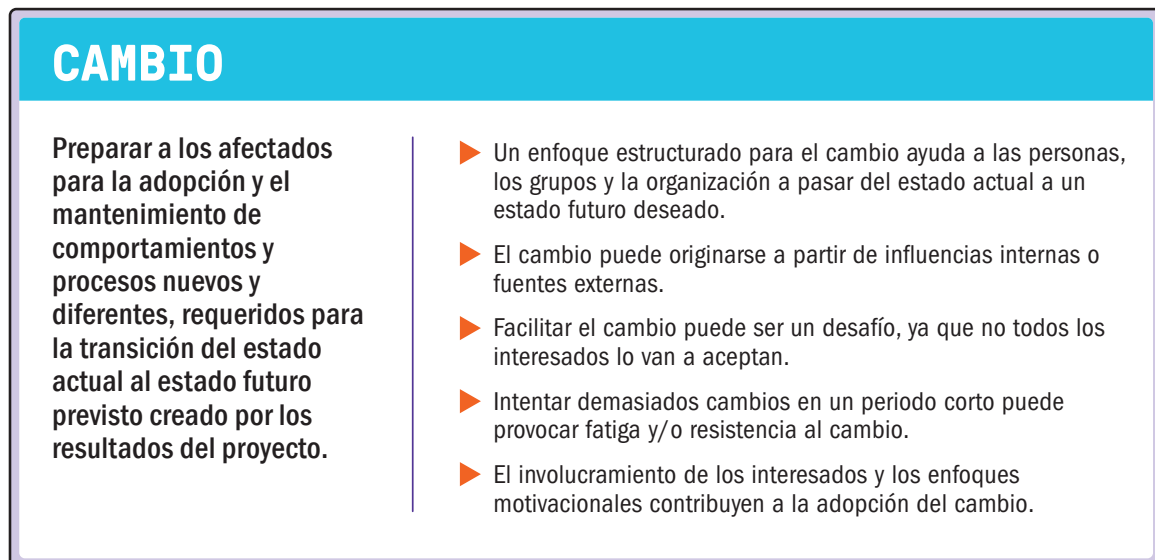 CAMBIO
Preparar a los afectados
para la adopción y el
mantenimiento de
comportamientos y
procesos nuevos y
diferentes, requeridos para
la transición del estado
actual al estado futuro
previsto creado por los
resultados del proyecto.
Un enfoque estructurado para el cambio ayuda a las personas,
los grupos y la organización a pasar del estado actual a un
estado futuro deseado.
El cambio puede originarse a partir de influencias internas o
fuentes externas.
Facilitar el cambio puede ser un desafío, ya que no todos los
interesados lo van a aceptan.
Intentar demasiados cambios en un periodo corto puede
provocar fatiga y/o resistencia al cambio.
El involucramiento de los interesados y los enfoques
motivacionales contribuyen a la adopción del cambio.